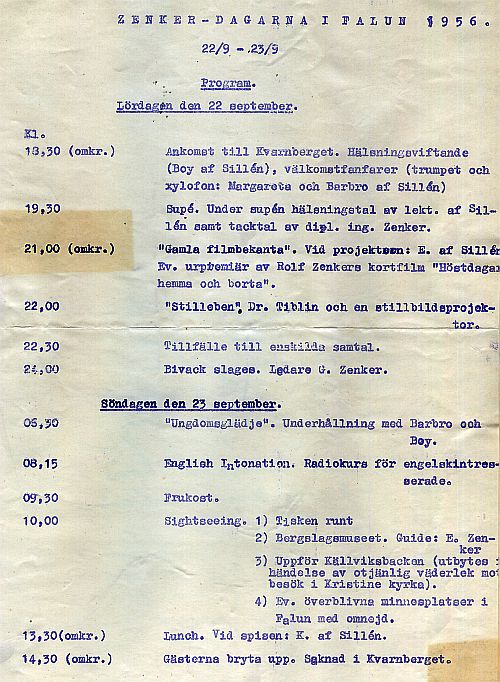 ZENKER-DAGARNA I FALUN 1956.
22/9 - 23/9
Program.
Lördagen den 22 september.
Kl.
18,30 (omkr.) Ankomst till Kvarnberget. Hälsningsviftande
(Boy af Sillén), välkomstfanfarer (trumpet och
xylofon: Margareta och Barbro af Sillén)
19,30 Supé. Under supén hälsningstal av lekt. af Sil-
lén samt tacktal av dipl. ing. Zenker.
21,00 (omkr.) "Gamla filmbekanta". Vid projektorn: E. af Sillén
Ev. urpremiär av Rolf Zenkers kortfilm "Höstdagar
hemma och borta".
22,00 "Stilleben". Dr. Tiblin och en stillbildsprojek-
tor.
22,30 Tillfälle till enskilda samtal.
24,00 Bivack slages. Ledare G. Zenker.
Söndagen den 23 september.
06,30 "Ungdomsglädje". Underhållning med Barbro och
Boy.
08,15 English Intonation. Radiokurs för engelskintres-
serade.
09,30 Frukost.
10,00 Sightseeing. 1) Tisken runt
2) Bergslagsmuseet. Guide: E. Zen-
ker
3) Uppför Källviksbacken (utbytes i
händelse av otjänlig väderlek mot
besök i Kristine kyrka).
4) Ev. överblivna minnesplatser i
Falun med omnejd.
13,30(omkr.) Lunch. Vid spisen: K. af Sillén.
14,30 (omkr.) Gästerna bryta upp. Saknad i Kvarnberget.